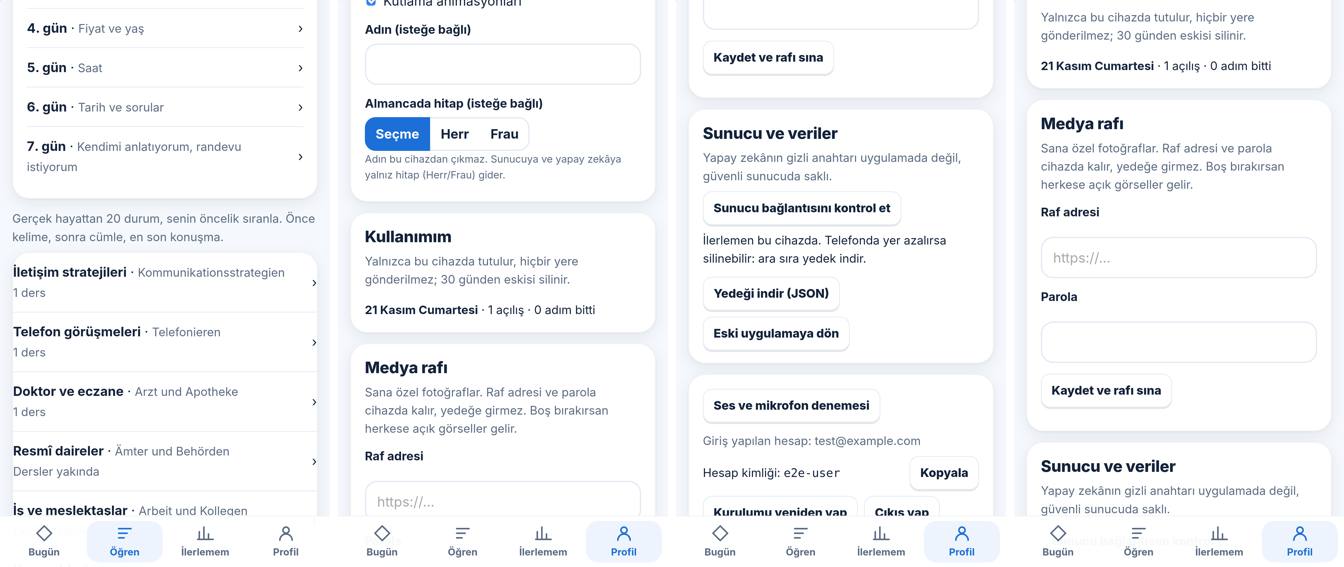 4. gün · Fiyat ve yaş ›
5. gün · Saat ›
6. gün · Tarih ve sorular ›
7. gün · Kendimi anlatıyorum, randevu
istiyorum ›
Gerçek hayattan 20 durum, senin öncelik sıranla. Önce
kelime, sonra cümle, en son konuşma.
İletişim stratejileri · Kommunikationsstrategien
1 ders ›
Telefon görüşmeleri · Telefonieren
1 ders ›
Doktor ve eczane · Arzt und Apotheke
1 ders ›
Resmî daireler · Ämter und Behörden
Dersler yakında ›
İş ve meslektaşlar · Arbeit und Kollegen
Bugün
Öğren
İlerlemem
Profil
Kutlama animasyonları
Adın (isteğe bağlı)
Almancada hitap (isteğe bağlı)
Seçme Herr Frau
Adın bu cihazdan çıkmaz. Sunucuya ve yapay zekâya
yalnız hitap (Herr/Frau) gider.
Kullanımım
Yalnızca bu cihazda tutulur, hiçbir yere
gönderilmez; 30 günden eskisi silinir.
21 Kasım Cumartesi · 1 açılış · 0 adım bitti
Medya rafı
Sana özel fotoğraflar. Raf adresi ve parola
cihazda kalır, yedeğe girmez. Boş bırakırsan
herkese açık görseller gelir.
Raf adresi
https://...
Bugün
Öğren
İlerlemem
Profil
Kaydet ve rafı sına
Sunucu ve veriler
Yapay zekânın gizli anahtarı uygulamada değil,
güvenli sunucuda saklı.
Sunucu bağlantısını kontrol et
İlerlemen bu cihazda. Telefonda yer azalırsa
silinebilir: ara sıra yedek indir.
Yedeği indir (JSON)
Eski uygulamaya dön
Ses ve mikrofon denemesi
Giriş yapılan hesap: test@example.com
Hesap kimliği: e2e-user Kopyala
Kurulumu yeniden yap Çıkış yap
Bugün
Öğren
İlerlemem
Profil
Yalnızca bu cihazda tutulur, hiçbir yere
gönderilmez; 30 günden eskisi silinir.
21 Kasım Cumartesi · 1 açılış · 0 adım bitti
Medya rafı
Sana özel fotoğraflar. Raf adresi ve parola
cihazda kalır, yedeğe girmez. Boş bırakırsan
herkese açık görseller gelir.
Raf adresi
https://...
Parola
Kaydet ve rafı sına
Sunucu ve veriler
Yapay zekânın gizli anahtarı uygulamada değil,
güvenli sunucuda saklı.
Bugün
Öğren
İlerlemem
Profil